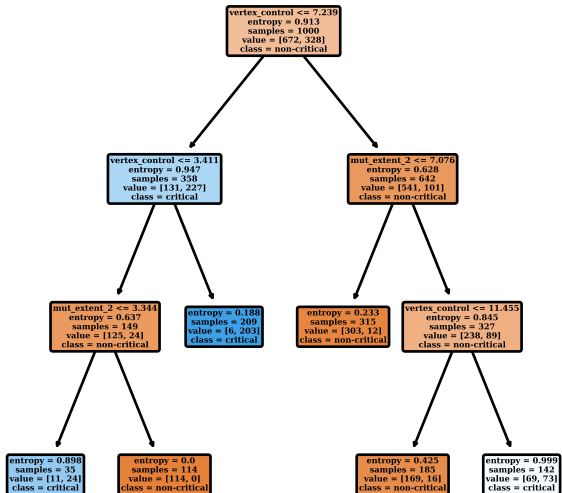 vertex_control <= 7.239
entropy = 0.913
samples = 1000
value = [672, 328]
class = non-critical
vertex_control <= 3.411
entropy = 0.947
samples = 358
value = [131, 227]
class = critical
mut_extent_2 <= 7.076
entropy = 0.628
samples = 642
value = [541, 101]
class = non-critical
mut_extent_2 <= 3.344
entropy = 0.637
samples = 149
value = [125, 24]
class = non-critical
entropy = 0.188
samples = 209
value = [6, 203]
class = critical
entropy = 0.233
samples = 315
value = [303, 12]
class = non-critical
vertex_control <= 11.455
entropy = 0.845
samples = 327
value = [238, 89]
class = non-critical
entropy = 0.898
samples = 35
value = [11, 24]
class = critical
entropy = 0.0
samples = 114
value = [114, 0]
class = non-critical
entropy = 0.425
samples = 185
value = [169, 16]
class = non-critical
entropy = 0.999
samples = 142
value = [69, 73]
class = critical